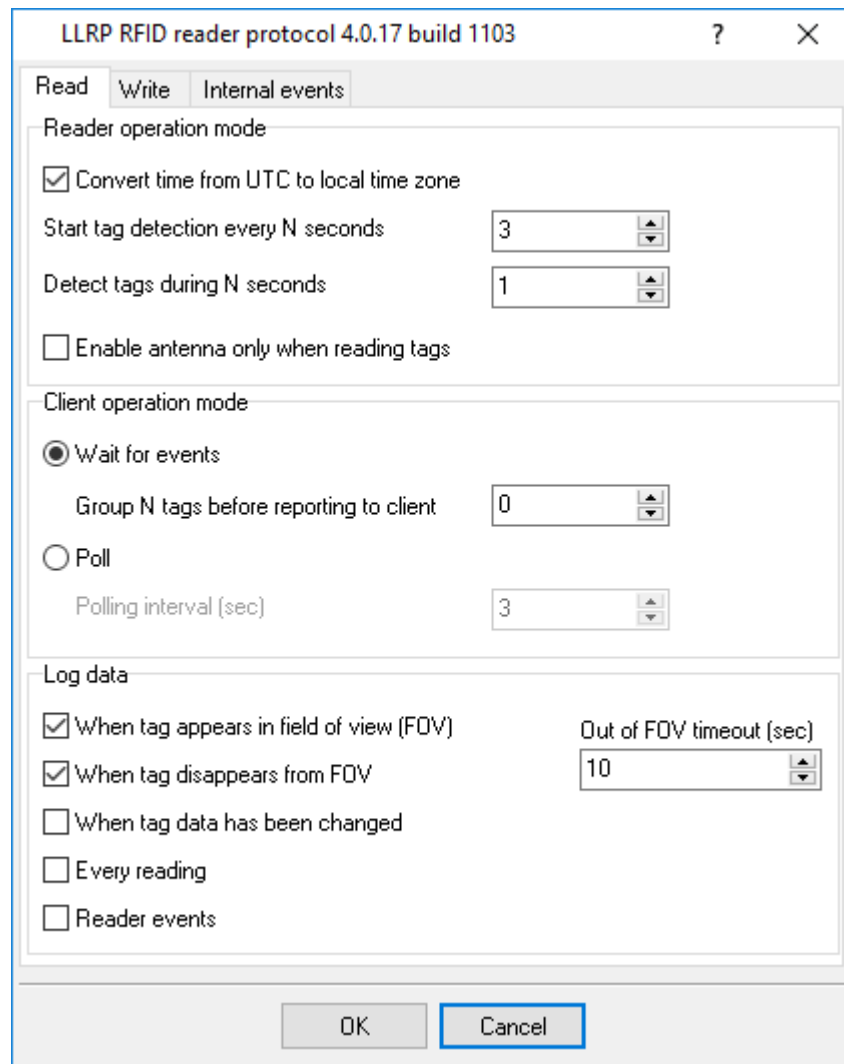 LLRP RFID reader protocol 4.0.17 build 1103 ?
Read Write Internal events
Reader operation mode
Convert time from UTC to local time zone
Start tag detection every N seconds 3
Detect tags during N seconds 1
Enable antenna only when reading tags
Client operation mode
Wait for events
Group N tags before reporting to client 0
Poll
Polling interval (sec) 3
Log data
When tag appears in field of view (FOV)
Out of FOV timeout (sec)
When tag disappears from FOV 10
When tag data has been changed
Every reading
Reader events
OK Cancel